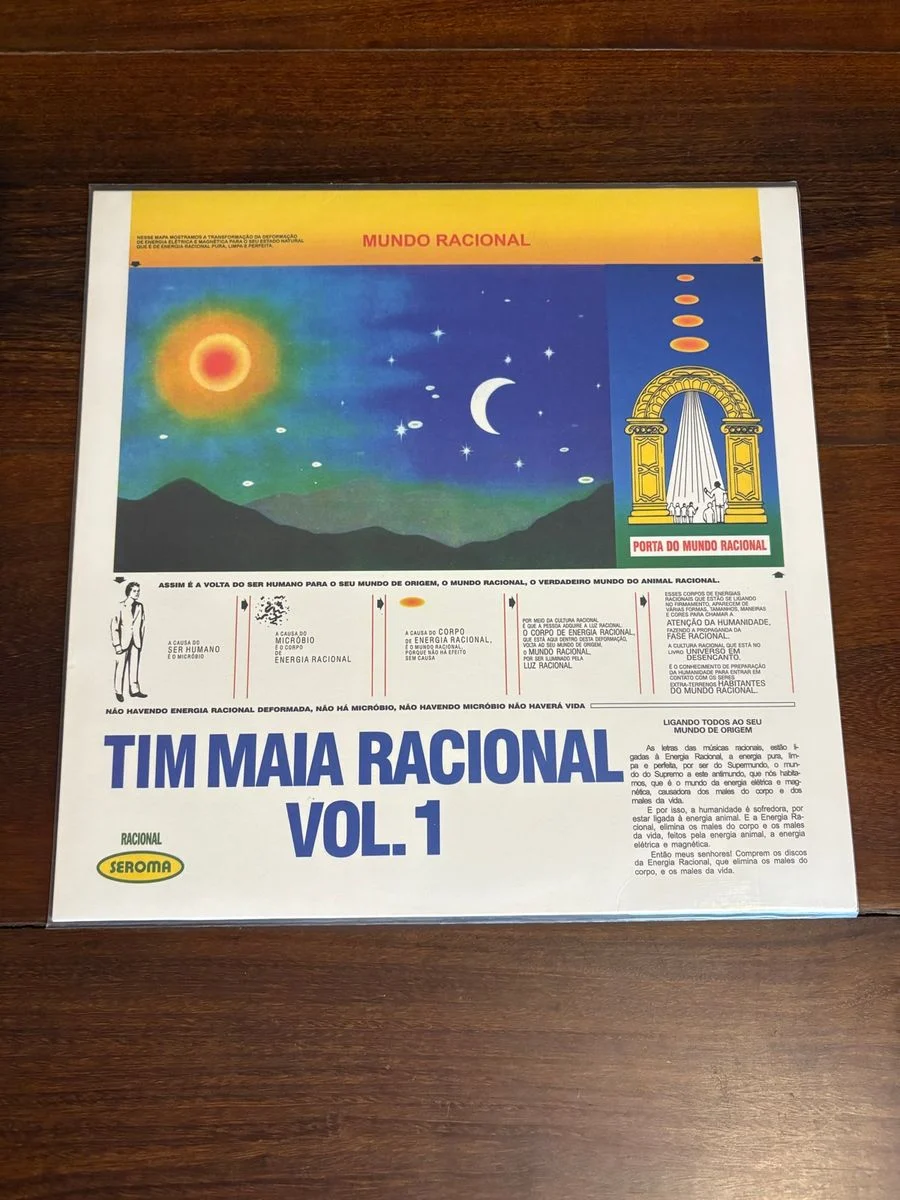 NESSE MAPA MOSTRAMOS A TRANSFORMAÇÃO DA DEFORMAÇÃO
DE ENERGIA ELÉTRICA E MAGNÉTICA PARA O SEU ESTADO NATURAL
QUE É DE ENERGIA RACIONAL PURA, LIMPA E PERFEITA.
MUNDO RACIONAL
PORTA DO MUNDO RACIONAL
ASSIM É A VOLTA DO SER HUMANO PARA O SEU MUNDO DE ORIGEM, O MUNDO RACIONAL, O VERDADEIRO MUNDO DO ANIMAL RACIONAL.
A CAUSA DO
SER HUMANO
É O MICRÓBIO
A CAUSA DO
MICRÓBIO
É O CORPO
DE
ENERGIA RACIONAL
A CAUSA DO CORPO
DE ENERGIA RACIONAL,
É O MUNDO RACIONAL,
PORQUE NÃO HÁ EFEITO
SEM CAUSA
POR MEIO DA CULTURA RACIONAL
É QUE A PESSOA ADQUIRE A LUZ RACIONAL.
O CORPO DE ENERGIA RACIONAL,
QUE ESTÁ AQUI DENTRO DESTA DEFORMAÇÃO,
VOLTA AO SEU MUNDO DE ORIGEM,
O MUNDO RACIONAL,
POR SER ILUMINADO PELA
LUZ RACIONAL.
ESSES CORPOS DE ENERGIAS
RACIONAIS QUE ESTÃO SE LIGANDO
NO FIRMAMENTO, APARECEM DE
VÁRIAS FORMAS, TAMANHOS, MANEIRAS
E CORES PARA CHAMAR A
ATENÇÃO DA HUMANIDADE,
FAZENDO A PROPAGANDA DA
FASE RACIONAL.
A CULTURA RACIONAL QUE ESTÁ NO
LIVRO UNIVERSO EM
DESENCANTO.
É O CONHECIMENTO DE PREPARAÇÃO
DA HUMANIDADE PARA ENTRAR EM
CONTATO COM OS SERES
EXTRA-TERRENOS HABITANTES
DO MUNDO RACIONAL.
NÃO HAVENDO ENERGIA RACIONAL DEFORMADA, NÃO HÁ MICRÓBIO, NÃO HAVENDO MICRÓBIO NÃO HAVERÁ VIDA
TIM MAIA RACIONAL
VOL. 1
RACIONAL
SEROMA
LIGANDO TODOS AO SEU
MUNDO DE ORIGEM
As letras das músicas racionais, estão li-
gadas à Energia Racional, a energia pura, lím-
pa e perfeita, por ser do Supermundo, o mun-
do do Supremo a este antimundo, que nós habita-
mos, que é o mundo da energia elétrica e mag-
nética, causadora dos males do corpo e dos
males da vida.
E por isso, a humanidade é sofredora, por
estar ligada à energia animal. E a Energia Ra-
cional, elimina os males do corpo e os males
da vida, feitos pela energia animal, a energia
elétrica e magnética.
Então meus senhores! Comprem os discos
da Energia Racional, que elimina os males do
corpo, e os males da vida.